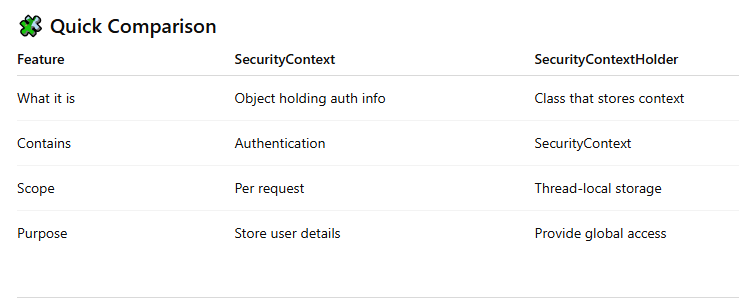 Quick Comparison
Feature SecurityContext SecurityContextHolder
What it is Object holding auth info Class that stores context
Contains Authentication SecurityContext
Scope Per request Thread-local storage
Purpose Store user details Provide global access